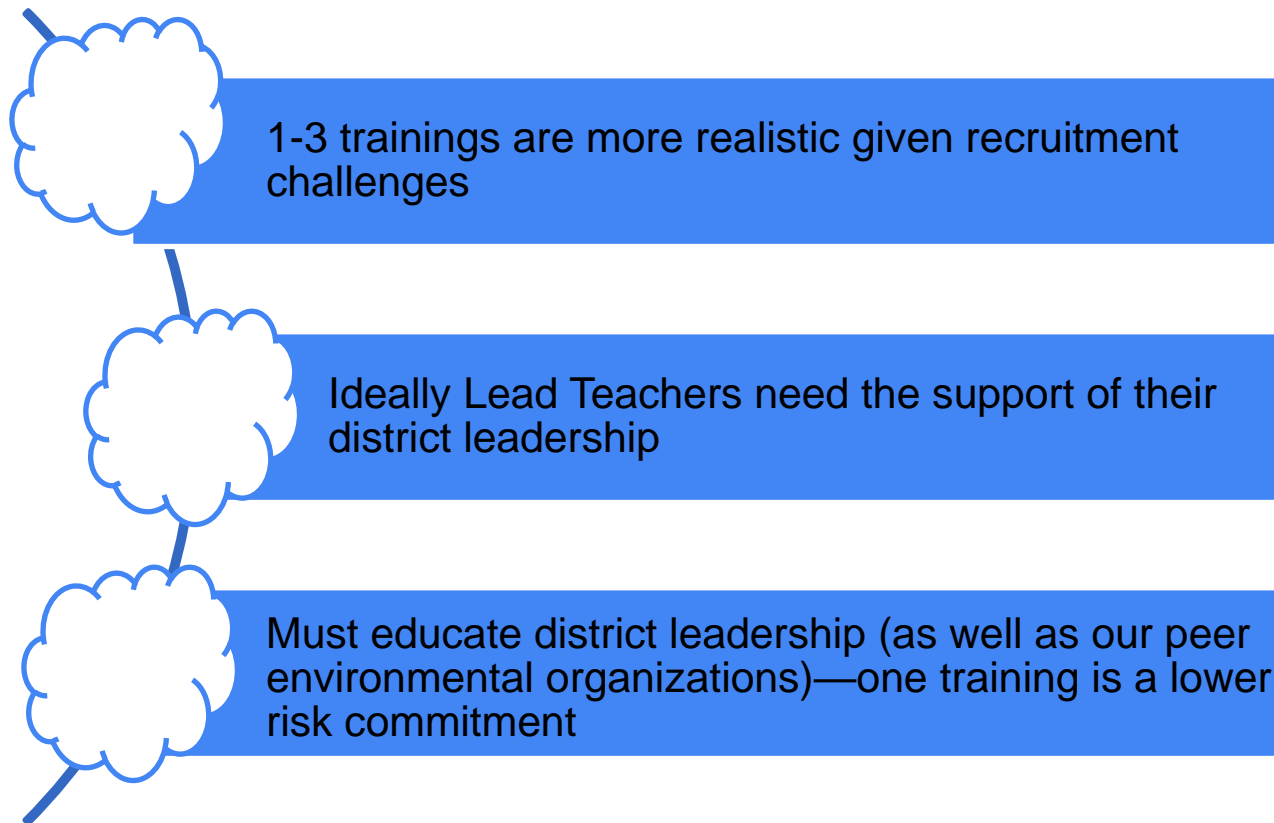 1-3 trainings are more realistic given recruitment
challenges
Ideally Lead Teachers need the support of their
district leadership
Must educate district leadership (as well as our peer
environmental organizations)—one training is a lower
risk commitment